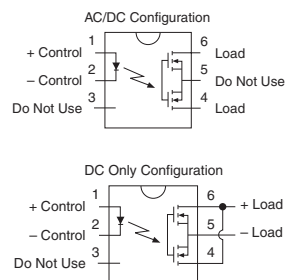 AC/DC Configuration
1 6
+ Control Load
2 5
– Control Do Not Use
3 4
Do Not Use Load
DC Only Configuration
1 6
+ Control + Load
2 5
– Control – Load
3 4
Do Not Use